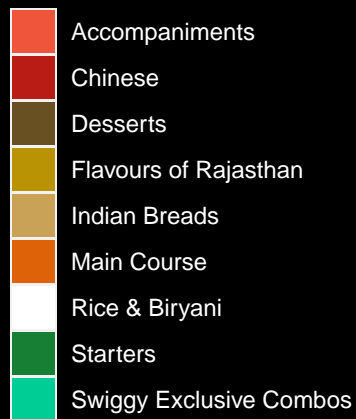 Accompaniments
Chinese
Desserts
Flavours of Rajasthan
Indian Breads
Main Course
Rice & Biryani
Starters
Swiggy Exclusive Combos